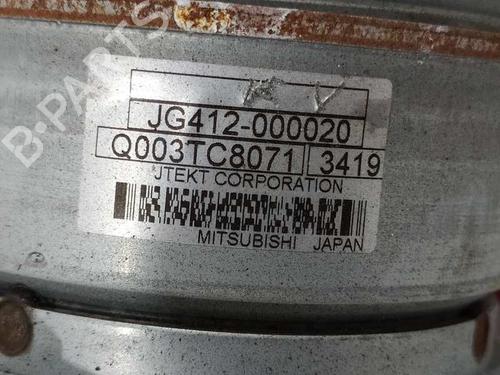 B-PARTS
JG412-000020
Q003TC8071 3419
JTEKT CORPORATION
MITSUBISHI JAPAN